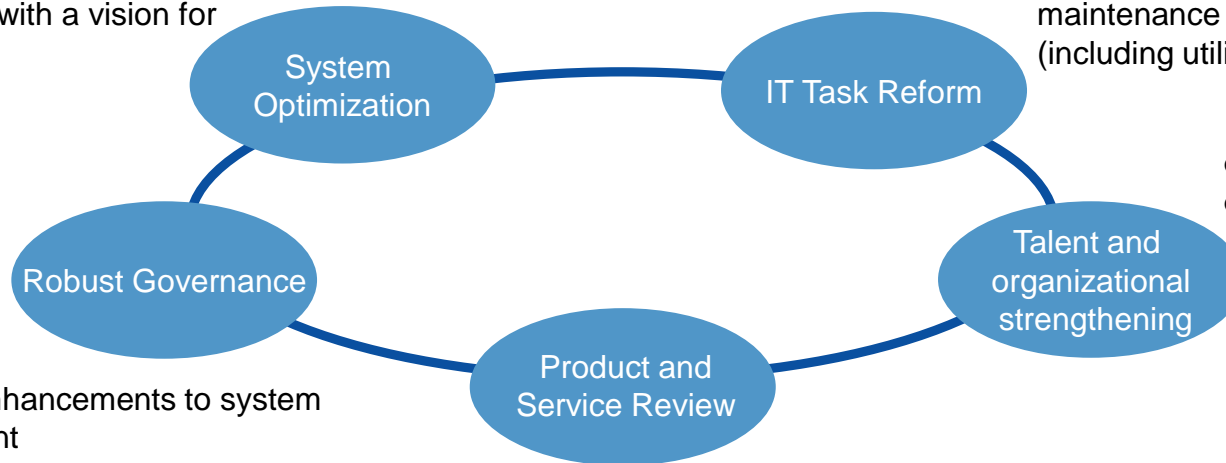 with a vision for
maintenance
(including utili
System
Optimization
IT Task Reform
Talent and
organizational
strengthening
Robust Governance
Product and
Service Review
nhancements to system
nt